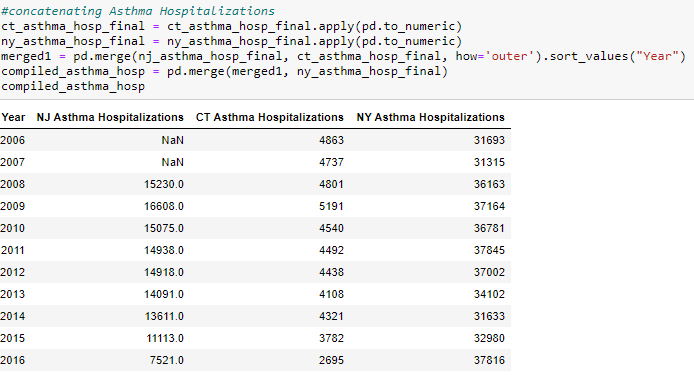 #concatenating Asthma Hospitalizations
ct_asthma_hosp_final = ct_asthma_hosp_final.apply(pd.to_numeric)
ny_asthma_hosp_final = ny_asthma_hosp_final.apply(pd.to_numeric)
merged1 = pd.merge(nj_asthma_hosp_final, ct_asthma_hosp_final, how='outer').sort_values("Year")
compiled_asthma_hosp = pd.merge(merged1, ny_asthma_hosp_final)
compiled_asthma_hosp
Year NJ Asthma Hospitalizations CT Asthma Hospitalizations NY Asthma Hospitalizations
2006 NaN 4863 31693
2007 NaN 4737 31315
2008 15230.0 4801 36163
2009 16608.0 5191 37164
2010 15075.0 4540 36781
2011 14938.0 4492 37845
2012 14918.0 4438 37002
2013 14091.0 4108 34102
2014 13611.0 4321 31633
2015 11113.0 3782 32980
2016 7521.0 2695 37816